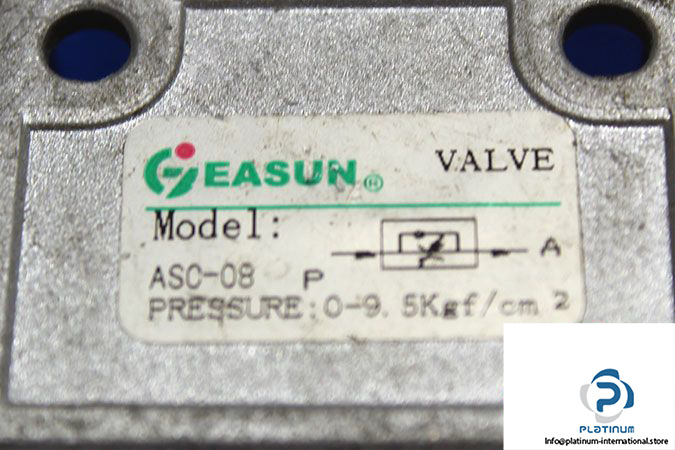 EASUN® VALVE
Model:
ASC-08 P A
PRESSURE:0-9.5Kgf/cm 2
PLATINUM
Info@platinum-international.store